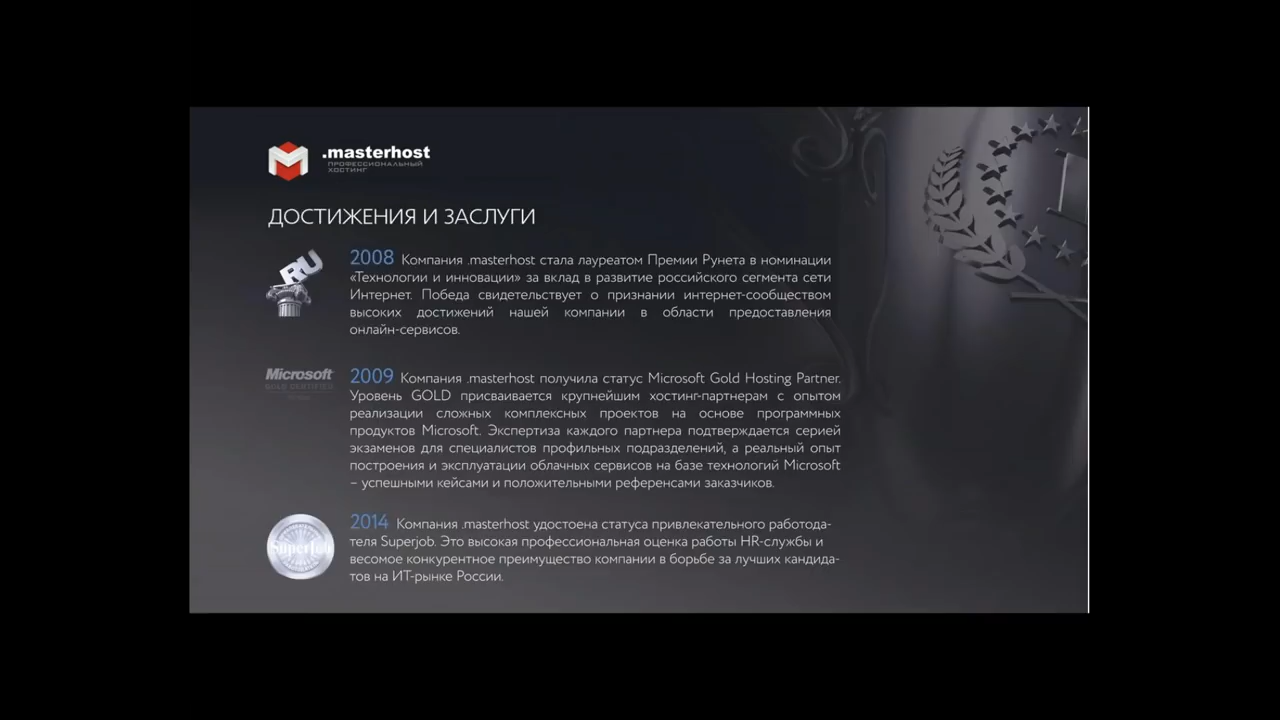 .masterhost
ПРОФЕССИОНАЛЬНЫЙ
ХОСТИНГ
ДОСТИЖЕНИЯ И ЗАСЛУГИ
RU
2008 Компания .masterhost стала лауреатом Премии Рунета в номинации
«Технологии и инновации» за вклад в развитие российского сегмента сети
Интернет. Победа свидетельствует о признании интернет-сообществом
высоких достижений нашей компании в области предоставления
онлайн-сервисов.
Microsoft
GOLD CERTIFIED
2009 Компания .masterhost получила статус Microsoft Gold Hosting Partner.
Уровень GOLD присваивается крупнейшим хостинг-партнерам с опытом
реализации сложных комплексных проектов на основе программных
продуктов Microsoft. Экспертиза каждого партнера подтверждается серией
экзаменов для специалистов профильных подразделений, а реальный опыт
построения и эксплуатации облачных сервисов на базе технологий Microsoft
– успешными кейсами и положительными референсами заказчиков.
Superjob
2014 Компания .masterhost удостоена статуса привлекательного работода-
теля Superjob. Это высокая профессиональная оценка работы HR-службы и
весомое конкурентное преимущество компании в борьбе за лучших кандида-
тов на ИТ-рынке России.